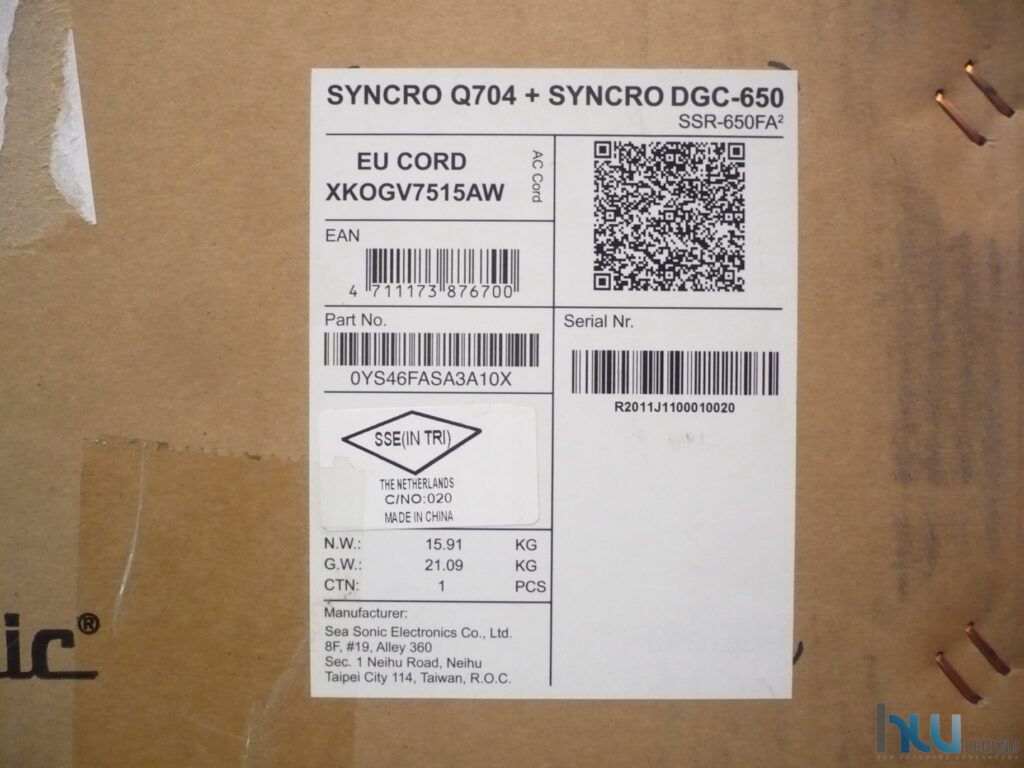 SYNCRO Q704 + SYNCRO DGC-650
SSR-650FA²
EU CORD
XKOGV7515AW
AC Cord
EAN
4 711173 876700
Part No.
0YS46FASA3A10X
Serial Nr.
R2011J1100010020
SSE(IN TRI)
THE NETHERLANDS
C/NO:020
MADE IN CHINA
N.W.: 15.91 KG
G.W.: 21.09 KG
CTN: 1 PCS
Manufacturer:
Sea Sonic Electronics Co., Ltd.
8F, #19, Alley 360
Sec. 1 Neihu Road, Neihu
Taipei City 114, Taiwan, R.O.C.
ic®
hw LEGEND